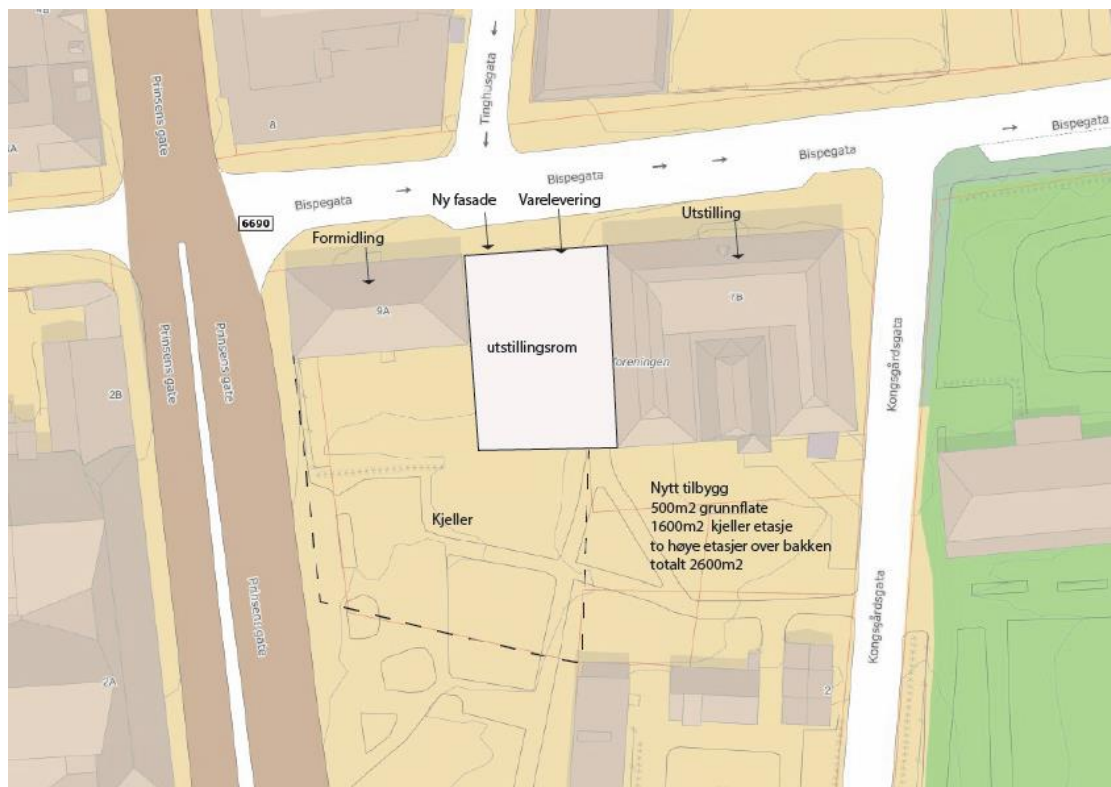 Prinsens gate
8
Tinghusgata
Bispegata
Bispegata
Bispegata
Bispegata
6690
Ny fasade
Varelevering
Formidling
Utstilling
9A
7B
utstillingsrom
foreningen
Prinsens gate
Prinsens gate
Kongsgårdsgata
2B
Kjeller
Nytt tilbygg
500m2 grunnflate
1600m2 kjeller etasje
to høye etasjer over bakken
totalt 2600m2
Prinsens gate
Kongsgårdsgata
2A
2